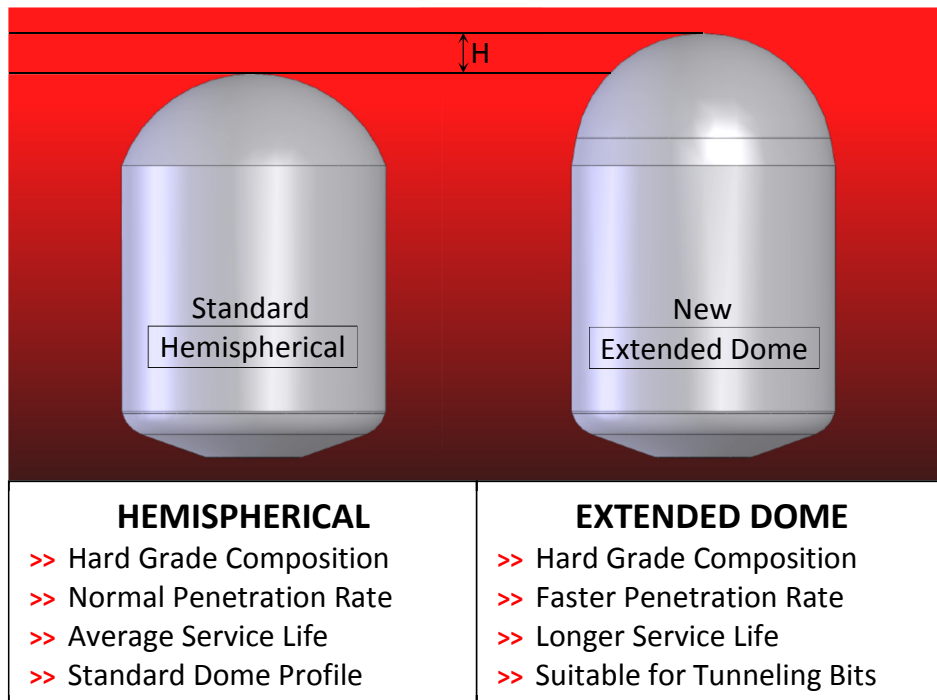 H
Standard
Hemispherical
New
Extended Dome
HEMISPHERICAL
>> Hard Grade Composition
>> Normal Penetration Rate
>> Average Service Life
>> Standard Dome Profile
EXTENDED DOME
>> Hard Grade Composition
>> Faster Penetration Rate
>> Longer Service Life
>> Suitable for Tunneling Bits